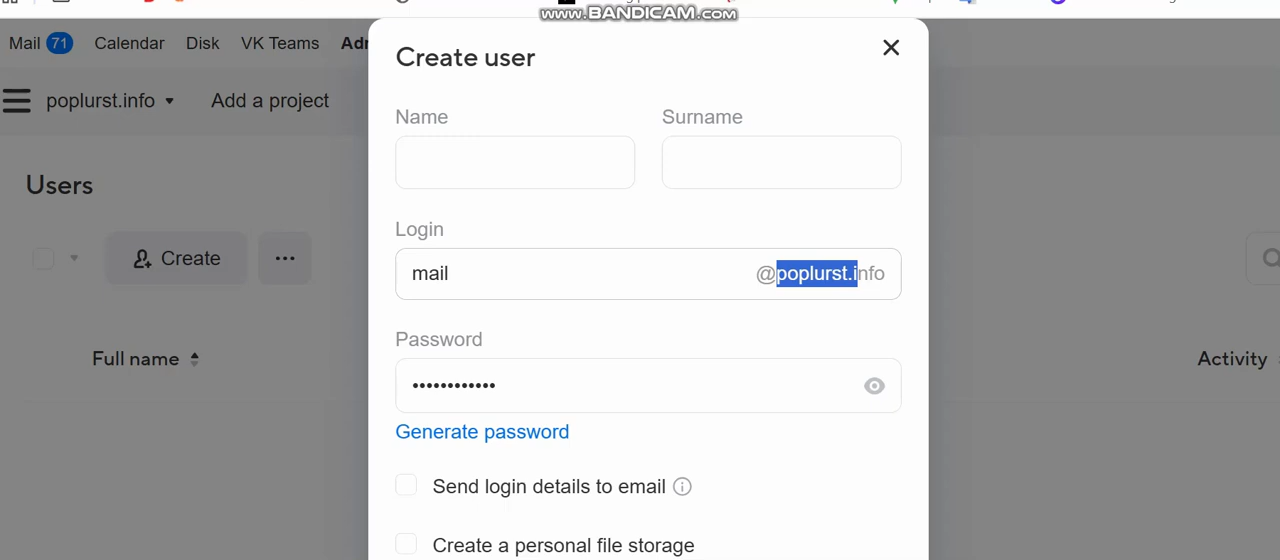 www.BANDICAM.com
Mail 71 Calendar Disk VK Teams
Create user
poplurst.info Add a project
Name Surname
Users
Login
Create
mail @poplurst.info
Password
Full name Activity
••••••••••••
Generate password
Send login details to email
Create a personal file storage